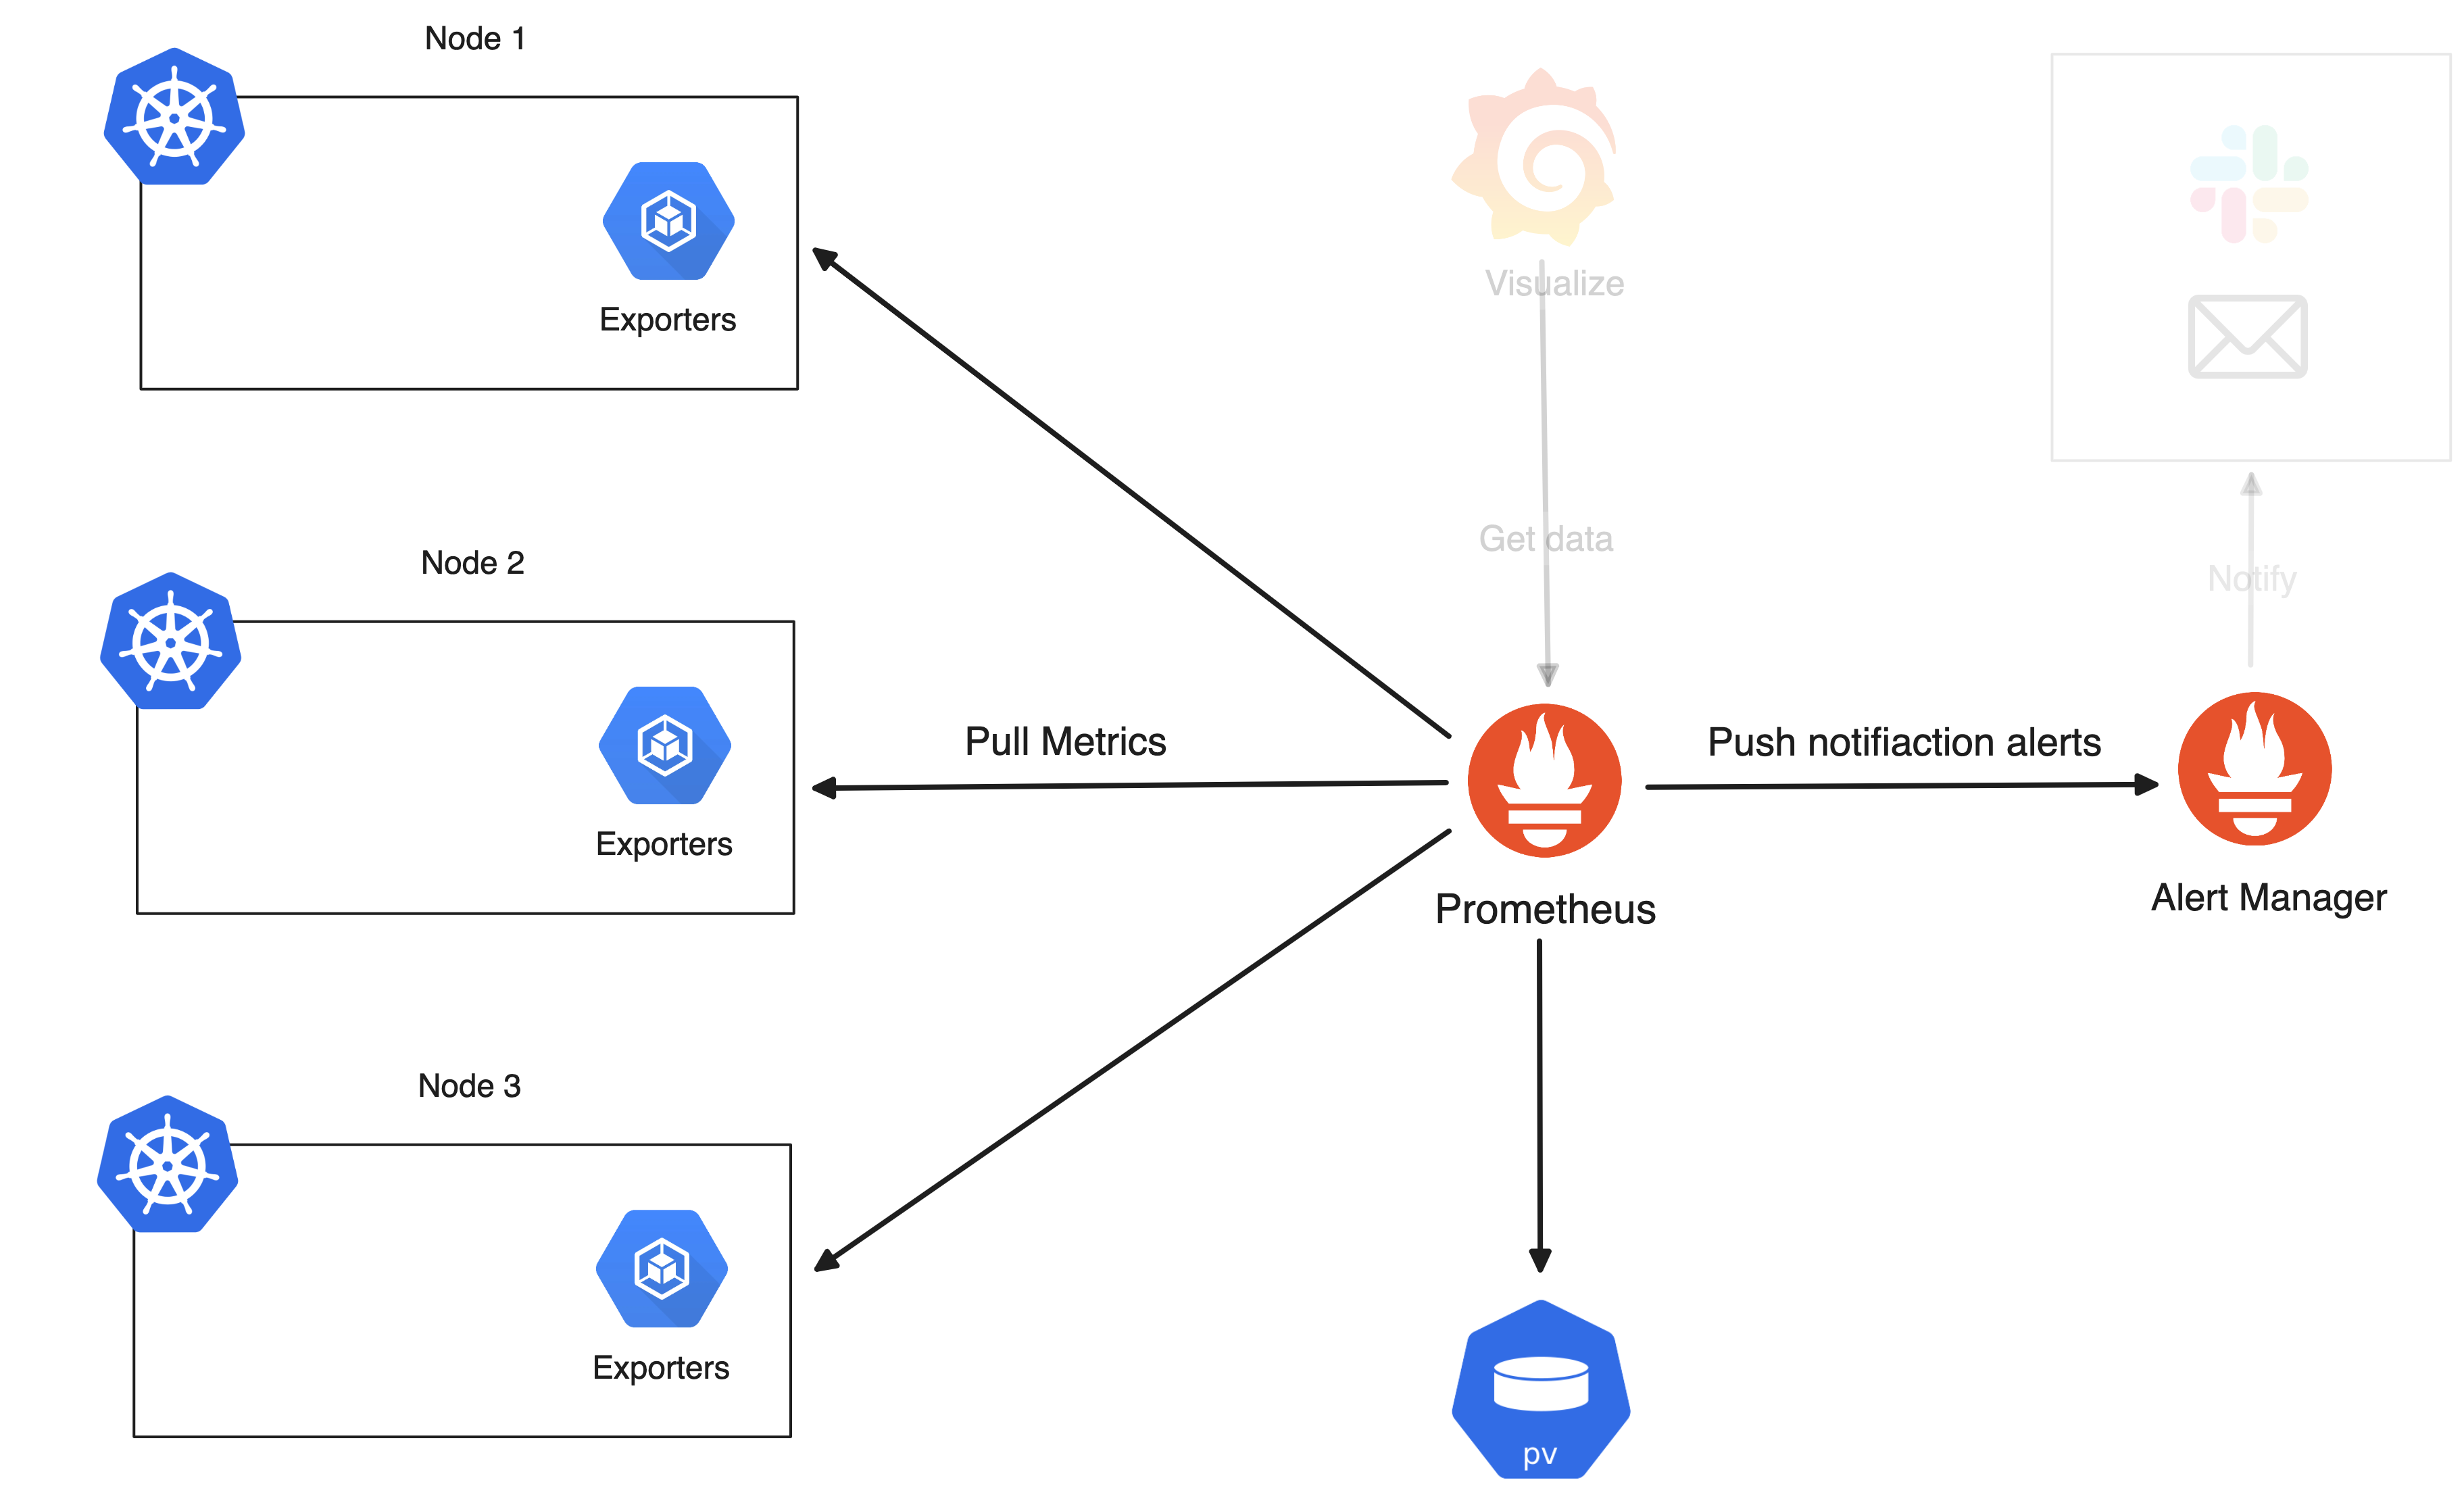 Node 1
Exporters
Visualize
Get data
Notify
Node 2
Exporters
Pull Metrics
Push notifiaction alerts
Prometheus
Alert Manager
Node 3
Exporters
pv